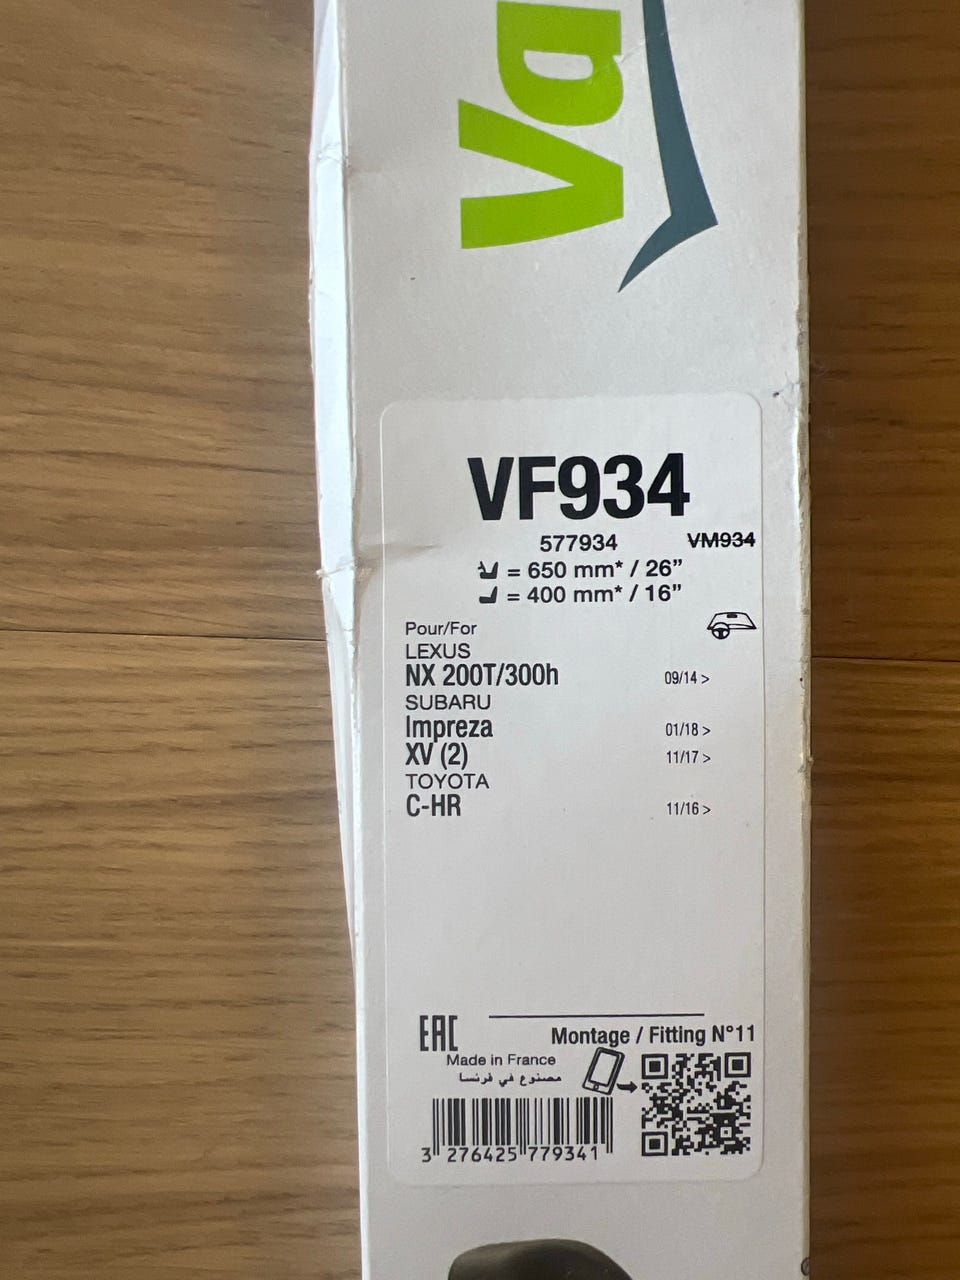 Va
VF934
577934 VM934
= 650 mm* / 26”
= 400 mm* / 16”
Pour/For
LEXUS
NX 200T/300h 09/14 >
SUBARU
Impreza 01/18 >
XV (2) 11/17 >
TOYOTA
C-HR 11/16 >
EAC
Montage / Fitting N°11
Made in France
مصنوع في فرنسا
3 276425 779341